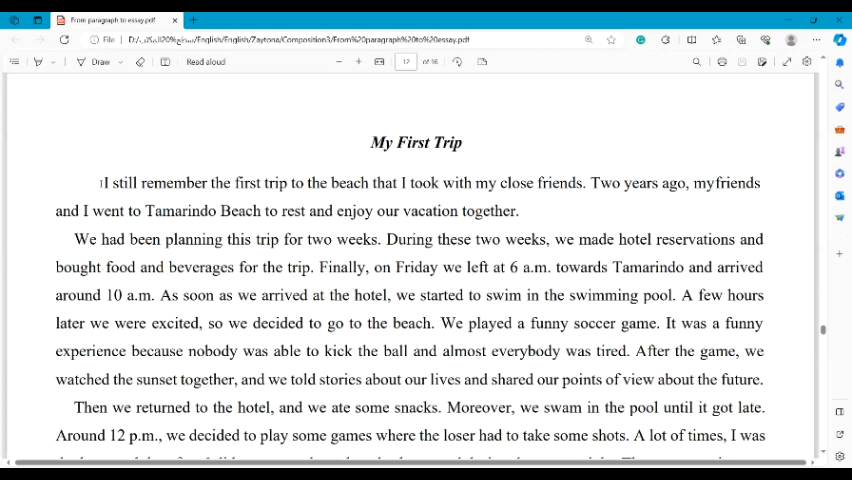 From paragraph to essay.pdf
File
Draw
Read aloud
12 of 16
My First Trip
I still remember the first trip to the beach that I took with my close friends. Two years ago, myfriends
and I went to Tamarindo Beach to rest and enjoy our vacation together.
We had been planning this trip for two weeks. During these two weeks, we made hotel reservations and
bought food and beverages for the trip. Finally, on Friday we left at 6 a.m. towards Tamarindo and arrived
around 10 a.m. As soon as we arrived at the hotel, we started to swim in the swimming pool. A few hours
later we were excited, so we decided to go to the beach. We played a funny soccer game. It was a funny
experience because nobody was able to kick the ball and almost everybody was tired. After the game, we
watched the sunset together, and we told stories about our lives and shared our points of view about the future.
Then we returned to the hotel, and we ate some snacks. Moreover, we swam in the pool until it got late.
Around 12 p.m., we decided to play some games where the loser had to take some shots. A lot of times, I was